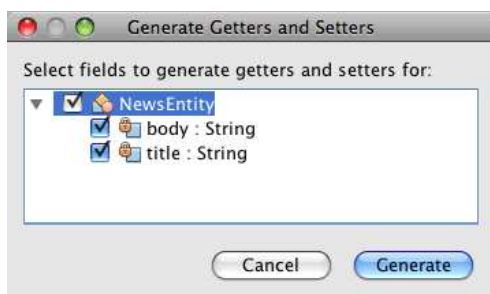 Generate Getters and Setters
Select fields to generate getters and setters for:
NewsEntity
body : String
title : String
Cancel Generate